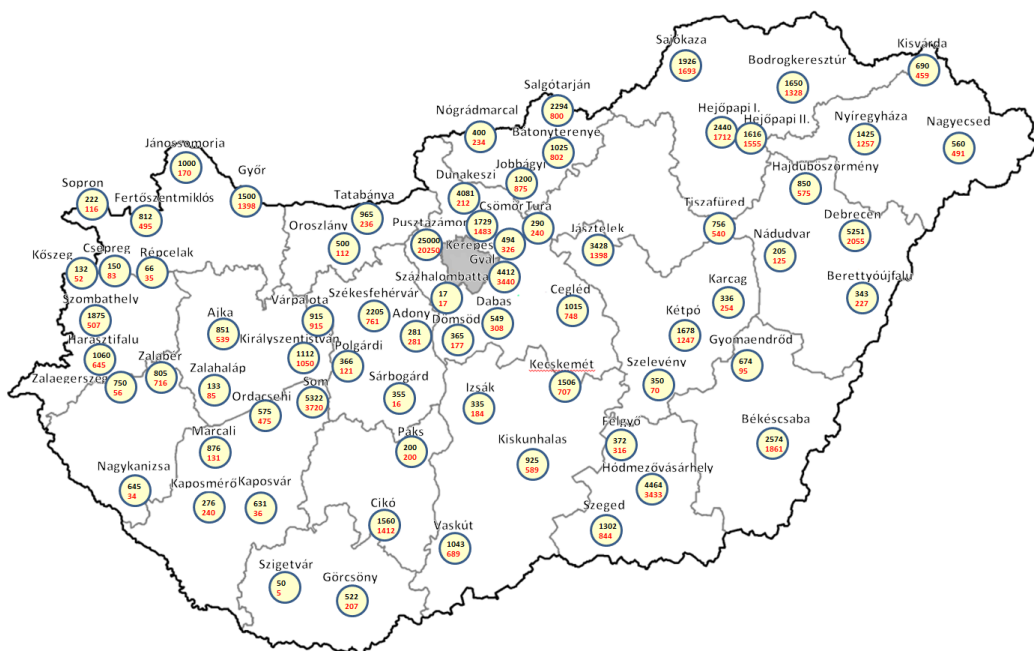 Sajókaza
1926
1693
Bodrogkeresztúr
1650
1328
Kisvárda
690
459
Salgótarján
2294
800
Nógrádmarcal
400
234
Bátonyterenye
1025
802
Hejőpapi I.
2440
1712
Hejőpapi II.
1616
1555
Nyíregyháza
1425
1257
Nagyecsed
560
491
Jánossomorja
1000
170
Győr
1500
1398
Sopron
222
116
Fertőszentmiklós
812
495
Tatabánya
965
236
Oroszlány
500
112
Dunakeszi
4081
212
Jobbágyi
1200
875
Pusztazámor
25000
20250
Csömör
1729
1483
Tura
290
240
Kerepes
494
326
Gyál
4412
3440
Jásztelek
3428
1398
Tiszafüred
756
540
Hajdúböszörmény
850
575
Debrecen
5251
2055
Nádudvar
205
125
Berettyóújfalu
343
227
Kőszeg
132
52
Csepreg
150
83
Répcelak
66
35
Szombathely
1875
507
Harasztifalu
1060
645
Zalaegerszeg
750
56
Zalabér
805
716
Ajka
851
539
Várpalota
915
915
Királyszentistván
1112
1050
Székesfehérvár
2205
761
Százhalombatta
17
17
Adony
281
281
Dömsöd
365
177
Dabas
549
308
Cegléd
1015
748
Karcag
336
254
Kétpó
1678
1247
Gyomaendrőd
674
95
Zalahaláp
133
85
Ordacsehi
575
475
Som
5322
3720
Polgárdi
366
121
Sárbogárd
355
16
Izsák
335
184
Kecskemét
1506
707
Szelevény
350
70
Marcali
876
131
Nagykanizsa
645
34
Kaposmérő
276
240
Kaposvár
631
36
Paks
200
200
Kiskunhalas
925
589
Felgyő
372
316
Békéscsaba
2574
1861
Hódmezővásárhely
4464
3433
Szeged
1302
844
Cikó
1560
1412
Vaskút
1043
689
Szigetvár
50
5
Görcsöny
522
207